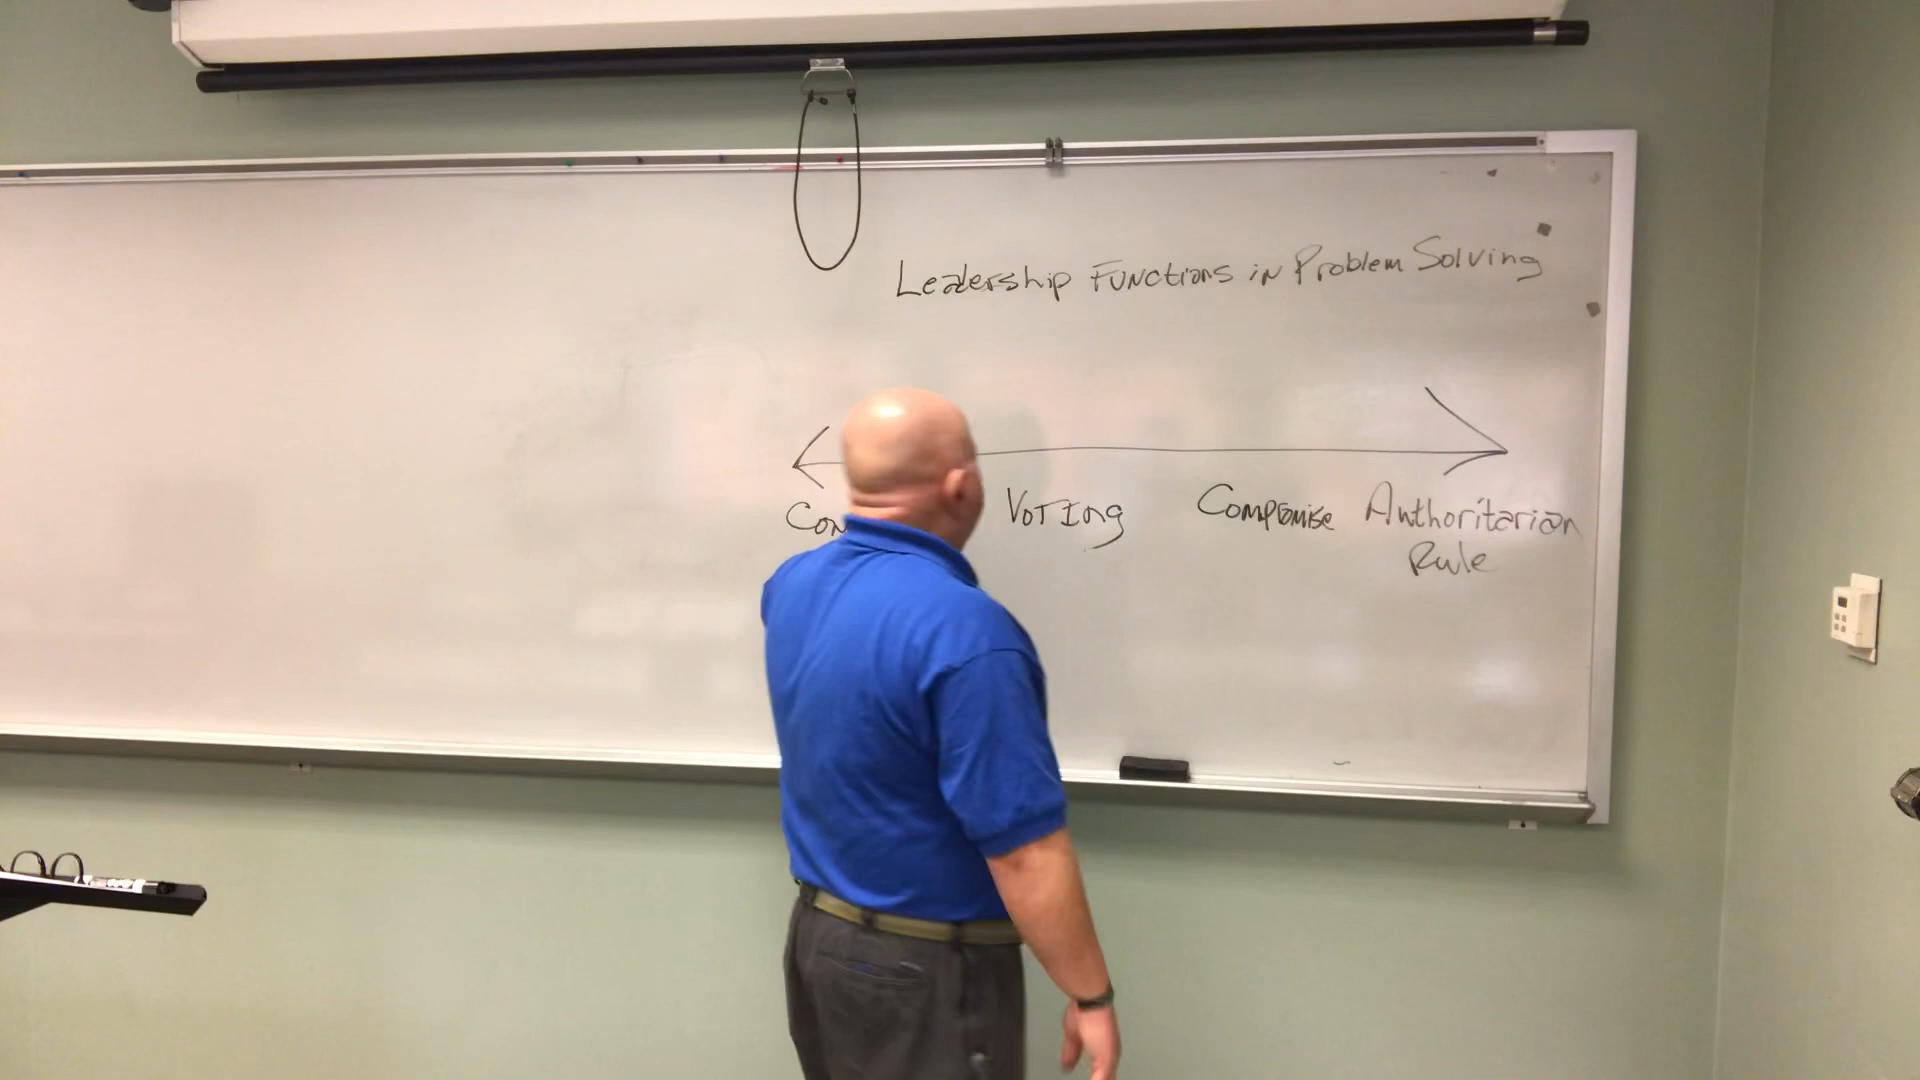 Leadership Functions in Problem Solving
Con Voting Compromise Authoritarian
Rule